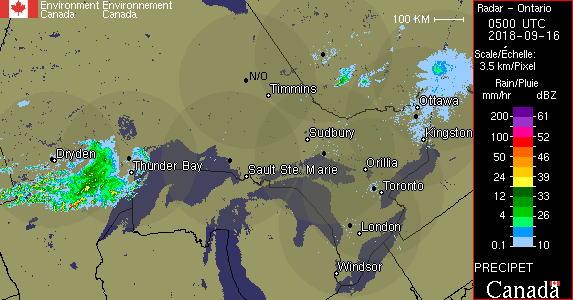 Environment Environnement
Canada Canada
100 KM
N/O
Timmins
Ottawa
Sudbury
Kingston
Dryden
Thunder Bay
Sault Ste. Marie
Orillia
Toronto
London
Windsor
Radar - Ontario
0500 UTC
2018-09-16
Scale/Échelle:
3.5 km/Pixel
Rain/Pluie
mm/hr dBZ
200 61
100 52
50 46
24 39
12 33
4 26
0.1 10
PRECIPET
Canada